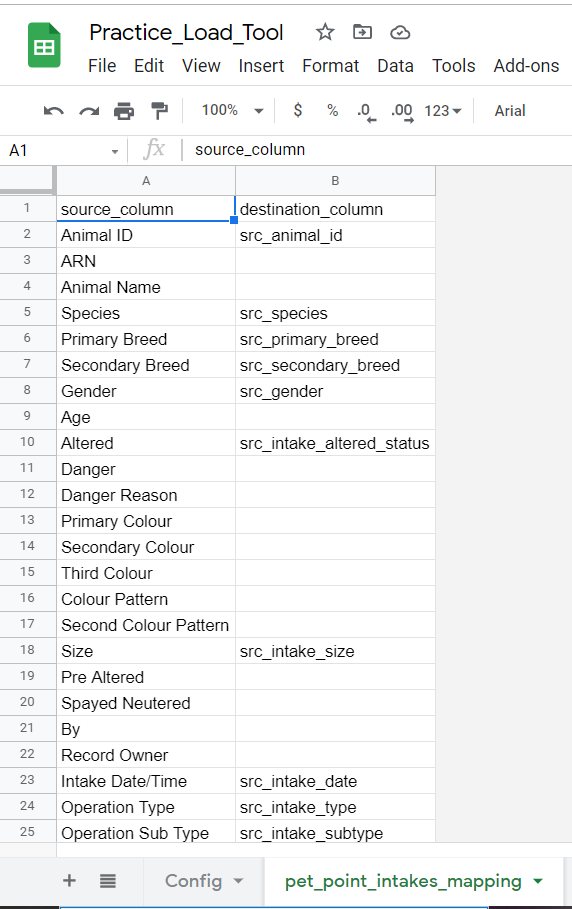 Practice_Load_Tool
File Edit View Insert Format Data Tools Add-ons
100% $ % .0 .00 123 Arial
A1 fx source_column
A B
1 source_column destination_column
2 Animal ID src_animal_id
3 ARN
4 Animal Name
5 Species src_species
6 Primary Breed src_primary_breed
7 Secondary Breed src_secondary_breed
8 Gender src_gender
9 Age
10 Altered src_intake_altered_status
11 Danger
12 Danger Reason
13 Primary Colour
14 Secondary Colour
15 Third Colour
16 Colour Pattern
17 Second Colour Pattern
18 Size src_intake_size
19 Pre Altered
20 Spayed Neutered
21 By
22 Record Owner
23 Intake Date/Time src_intake_date
24 Operation Type src_intake_type
25 Operation Sub Type src_intake_subtype
+ Config pet_point_intakes_mapping